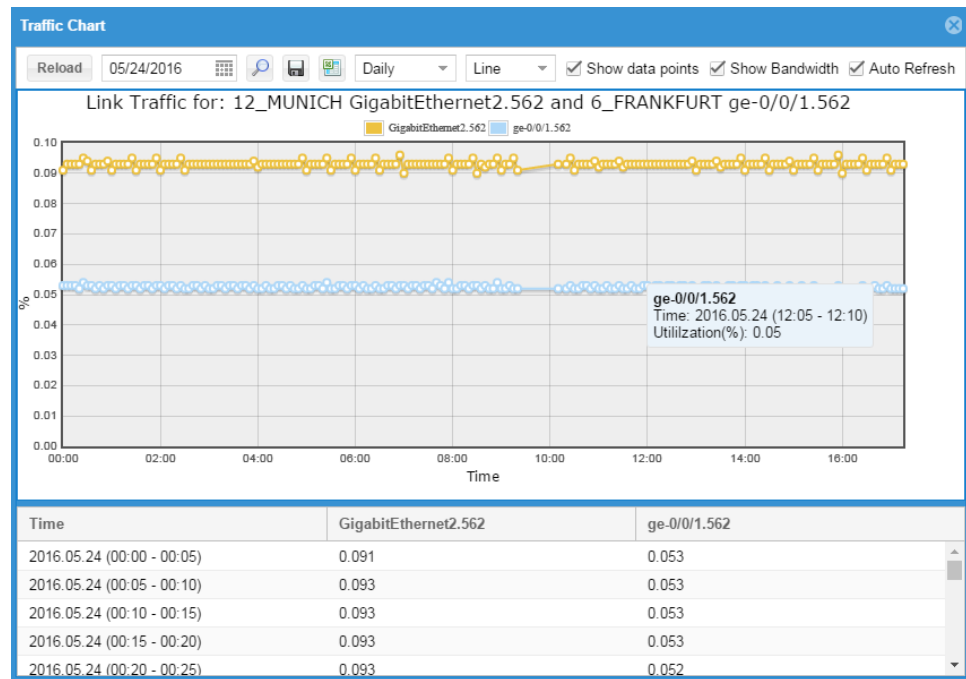 Traffic Chart
Reload 05/24/2016 Daily Line Show data points Show Bandwidth Auto Refresh
Link Traffic for: 12_MUNICH GigabitEthernet2.562 and 6_FRANKFURT ge-0/0/1.562
GigabitEthernet2.562 ge-0/0/1.562
0.10
0.09
0.08
0.07
0.06
0.05
0.04
0.03
0.02
0.01
0.00
%
ge-0/0/1.562
Time: 2016.05.24 (12:05 - 12:10)
Utililzation(%): 0.05
00:00 02:00 04:00 06:00 08:00 10:00 12:00 14:00 16:00
Time
Time GigabitEthernet2.562 ge-0/0/1.562
2016.05.24 (00:00 - 00:05) 0.091 0.053
2016.05.24 (00:05 - 00:10) 0.093 0.053
2016.05.24 (00:10 - 00:15) 0.093 0.053
2016.05.24 (00:15 - 00:20) 0.093 0.053
2016.05.24 (00:20 - 00:25) 0.093 0.052